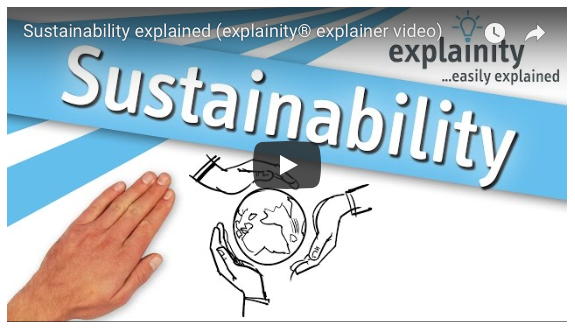 Sustainability explained (explainity® explainer video)
explainity
...easily explained
Sustainability